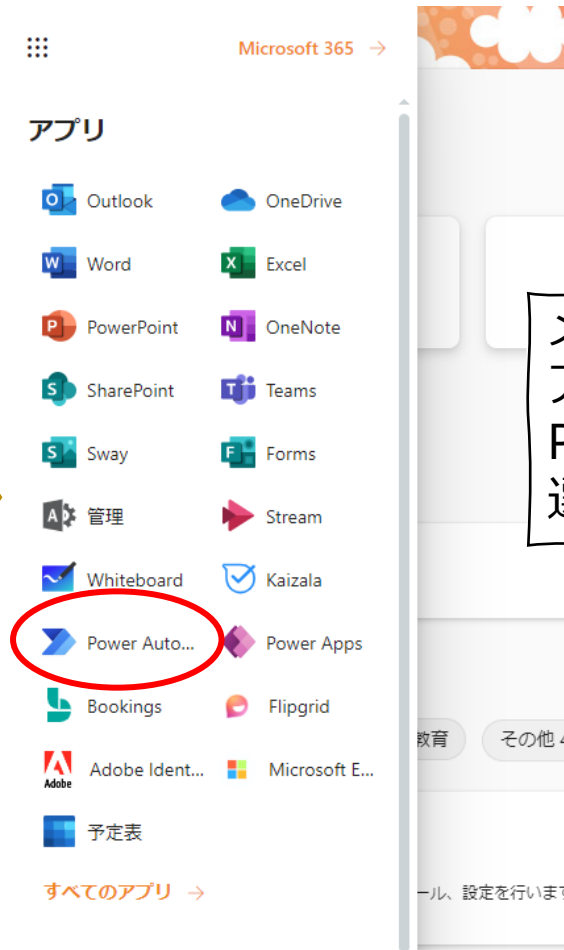 Microsoft 365 →
アプリ
Outlook
OneDrive
Word
Excel
PowerPoint
OneNote
SharePoint
Teams
Sway
Forms
管理
Stream
Whiteboard
Kaizala
Power Auto...
Power Apps
Bookings
Flipgrid
教育
その他
Adobe
Adobe Ident...
Microsoft E...
予定表
すべてのアプリ →
ール、設定を行います